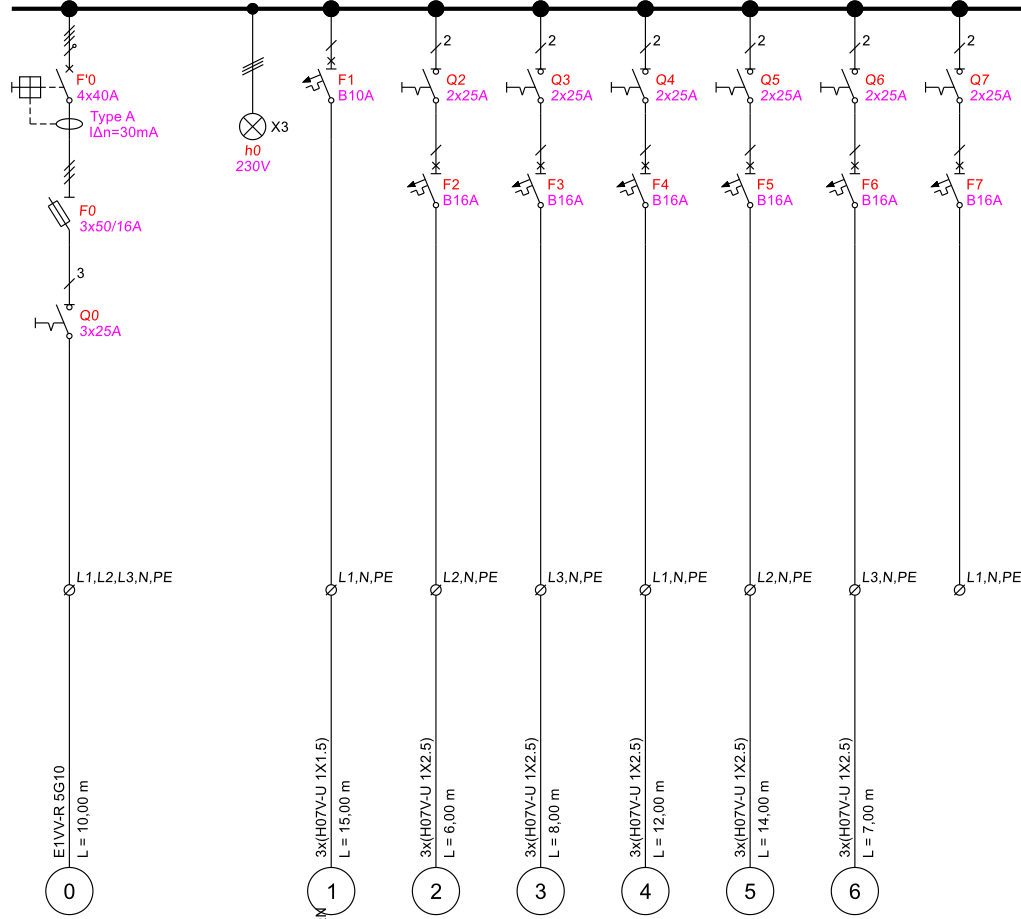 F'0
4x40A
Type A
IΔn=30mA
F0
3x50/16A
3
Q0
3x25A
L1,L2,L3,N,PE
E1VV-R 5G10
L = 10,00 m
0
X3
h0
230V
F1
B10A
L1,N,PE
3x(H07V-U 1X1.5)
L = 15,00 m
1
N
2
Q2
2x25A
F2
B16A
L2,N,PE
3x(H07V-U 1X2.5)
L = 6,00 m
2
2
Q3
2x25A
F3
B16A
L3,N,PE
3x(H07V-U 1X2.5)
L = 8,00 m
3
2
Q4
2x25A
F4
B16A
L1,N,PE
3x(H07V-U 1X2.5)
L = 12,00 m
4
2
Q5
2x25A
F5
B16A
L2,N,PE
3x(H07V-U 1X2.5)
L = 14,00 m
5
2
Q6
2x25A
F6
B16A
L3,N,PE
3x(H07V-U 1X2.5)
L = 7,00 m
6
2
Q7
2x25A
F7
B16A
L1,N,PE